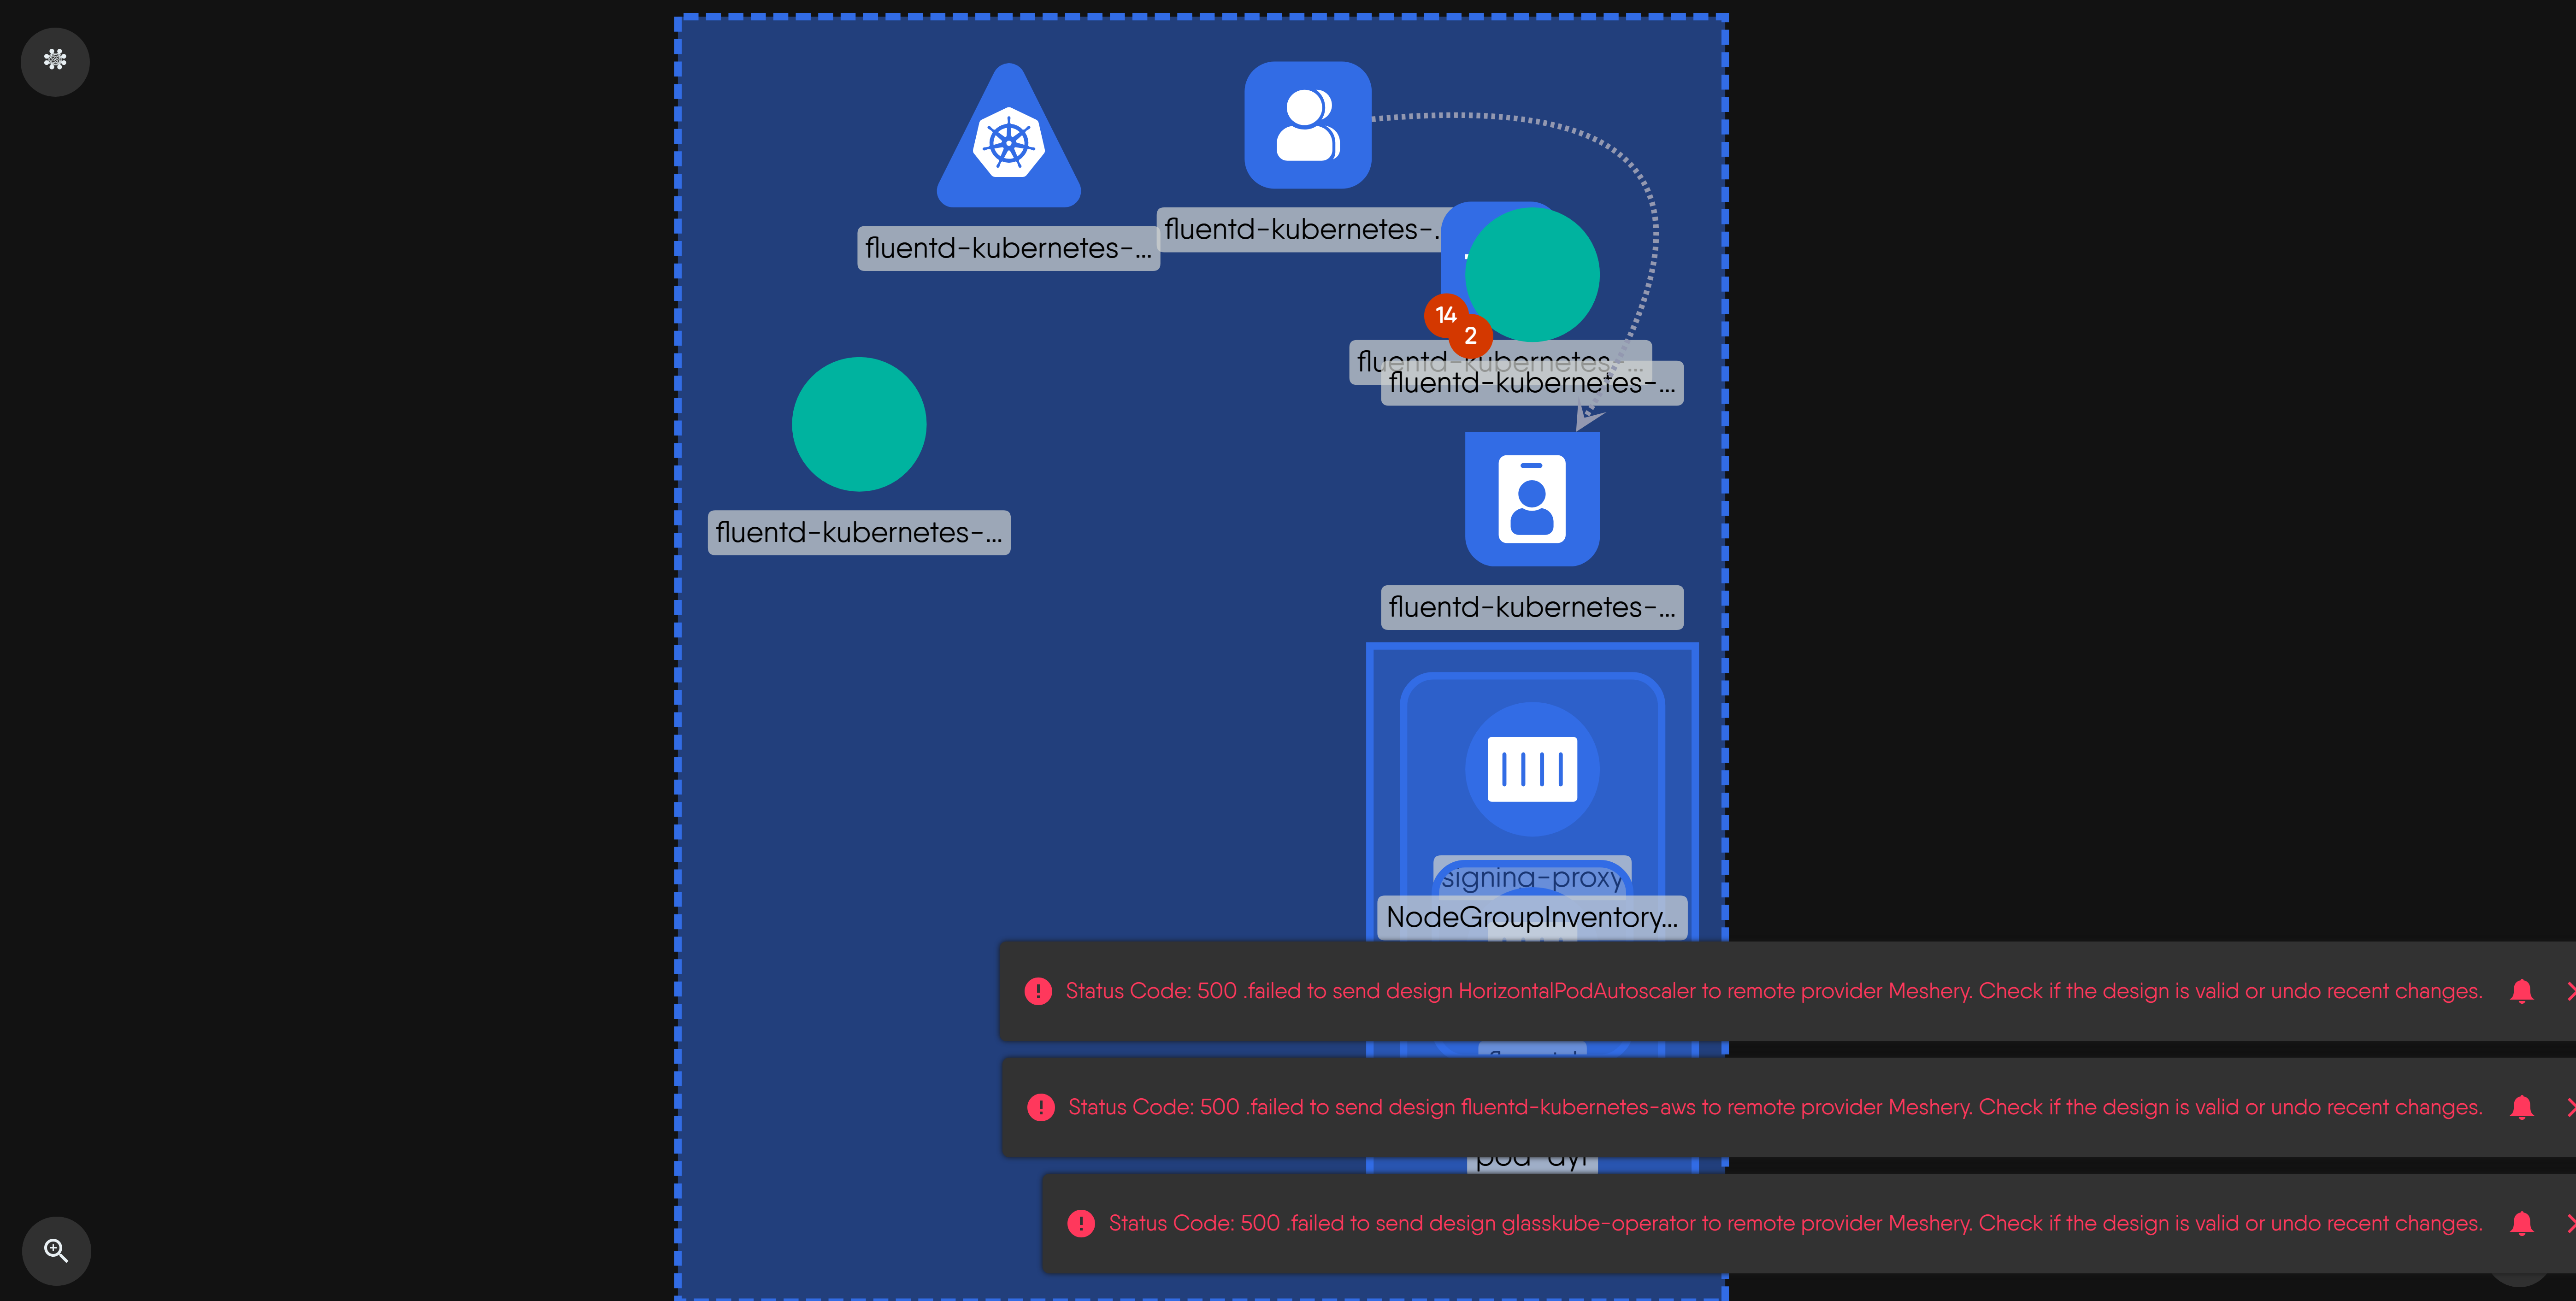 fluentd-kubernetes-...
fluentd-kubernetes-...
14
2
fluentd-kubernetes-...
fluentd-kubernetes-...
fluentd-kubernetes-...
fluentd-kubernetes-...
signing-proxy
NodeGroupInventory...
Status Code: 500 .failed to send design HorizontalPodAutoscaler to remote provider Meshery. Check if the design is valid or undo recent changes.
Status Code: 500 .failed to send design fluentd-kubernetes-aws to remote provider Meshery. Check if the design is valid or undo recent changes.
Status Code: 500 .failed to send design glasskube-operator to remote provider Meshery. Check if the design is valid or undo recent changes.